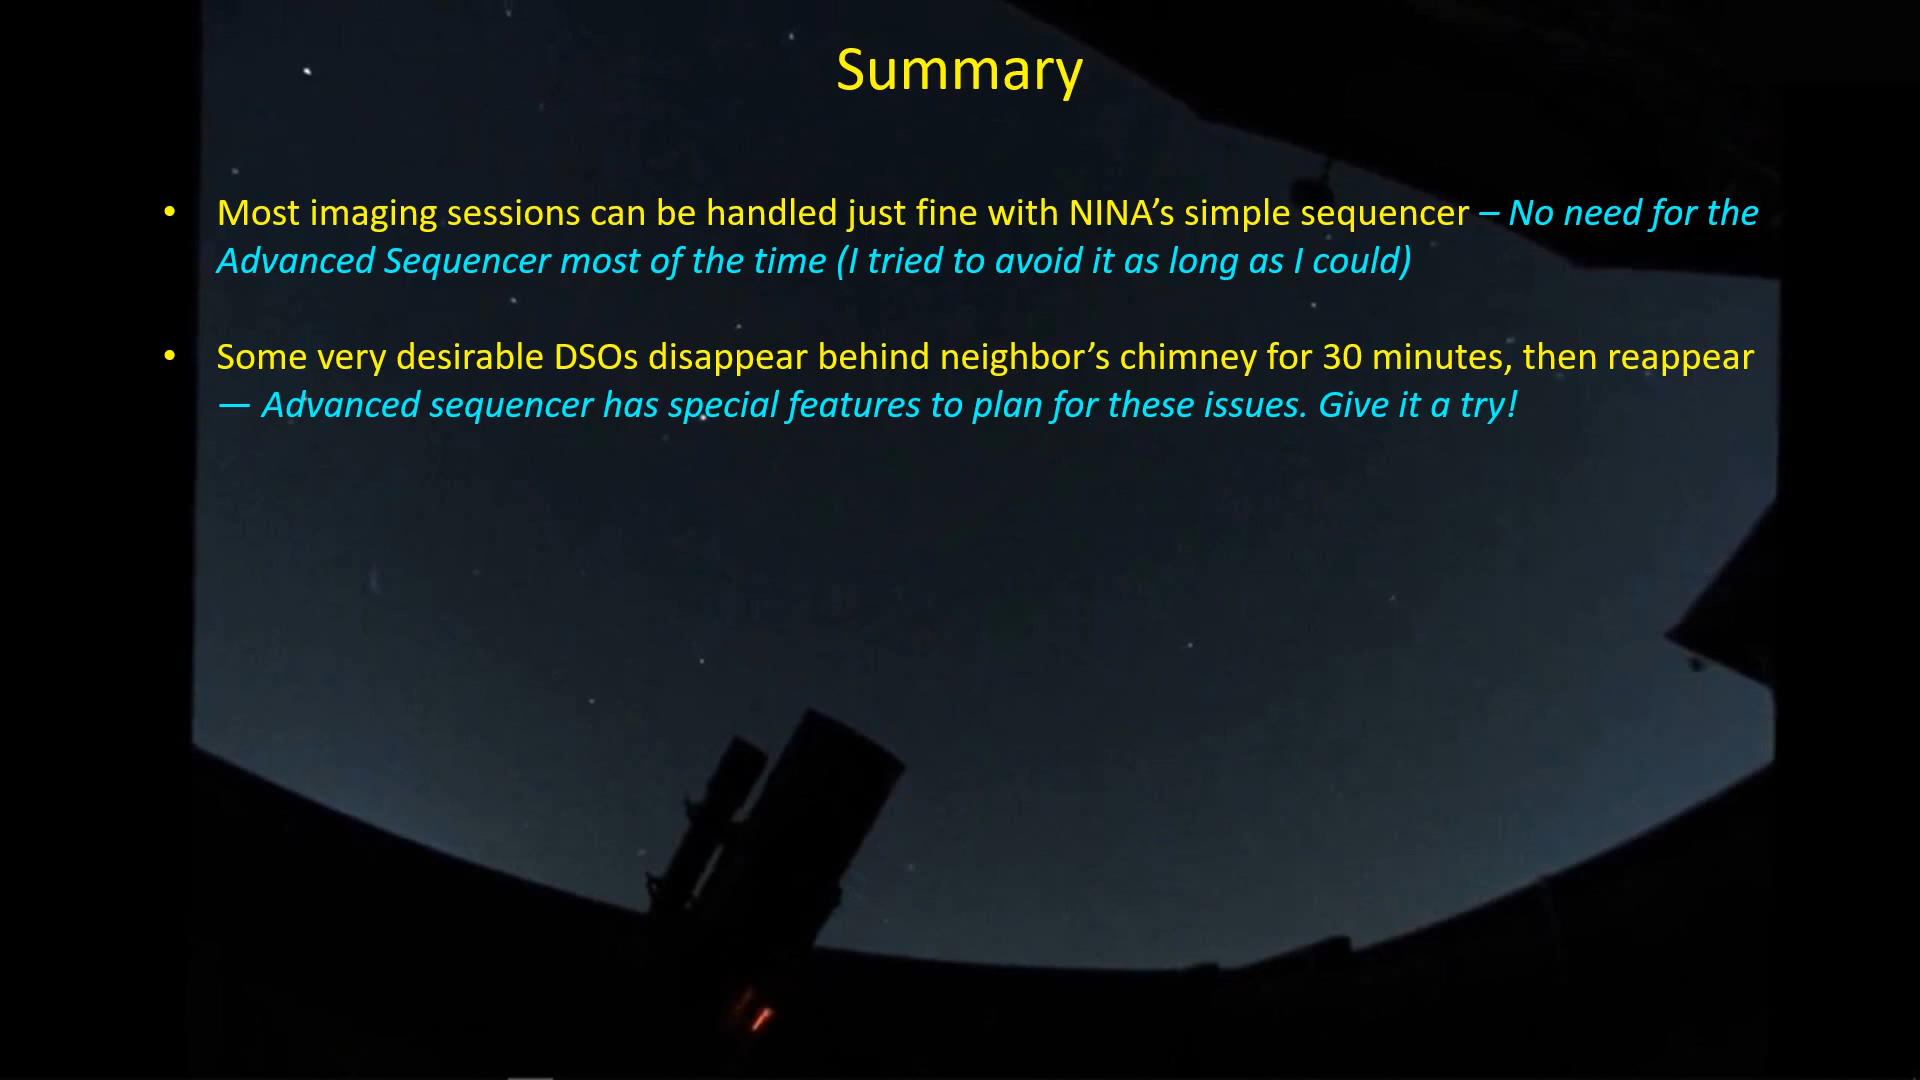 Summary
• Most imaging sessions can be handled just fine with NINA’s simple sequencer – No need for the
Advanced Sequencer most of the time (I tried to avoid it as long as I could)
• Some very desirable DSOs disappear behind neighbor’s chimney for 30 minutes, then reappear
— Advanced sequencer has special features to plan for these issues. Give it a try!